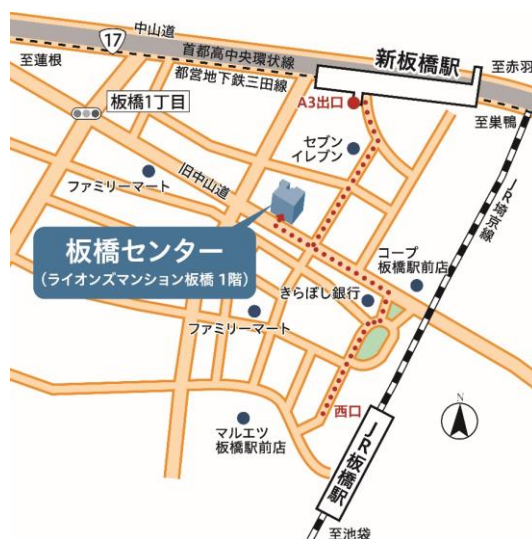 中山道
17
首都高中央環状線
新板橋駅
至赤羽
至蓮根
都営地下鉄三田線
A3出口
板橋1丁目
至巣鴨
セブン
イレブン
旧中山道
ファミリーマート
JR埼京線
板橋センター
(ライオンズマンション板橋 1階)
コープ
板橋駅前店
きらぼし銀行
ファミリーマート
西口
N
マルエツ
板橋駅前店
JR板橋駅
至池袋